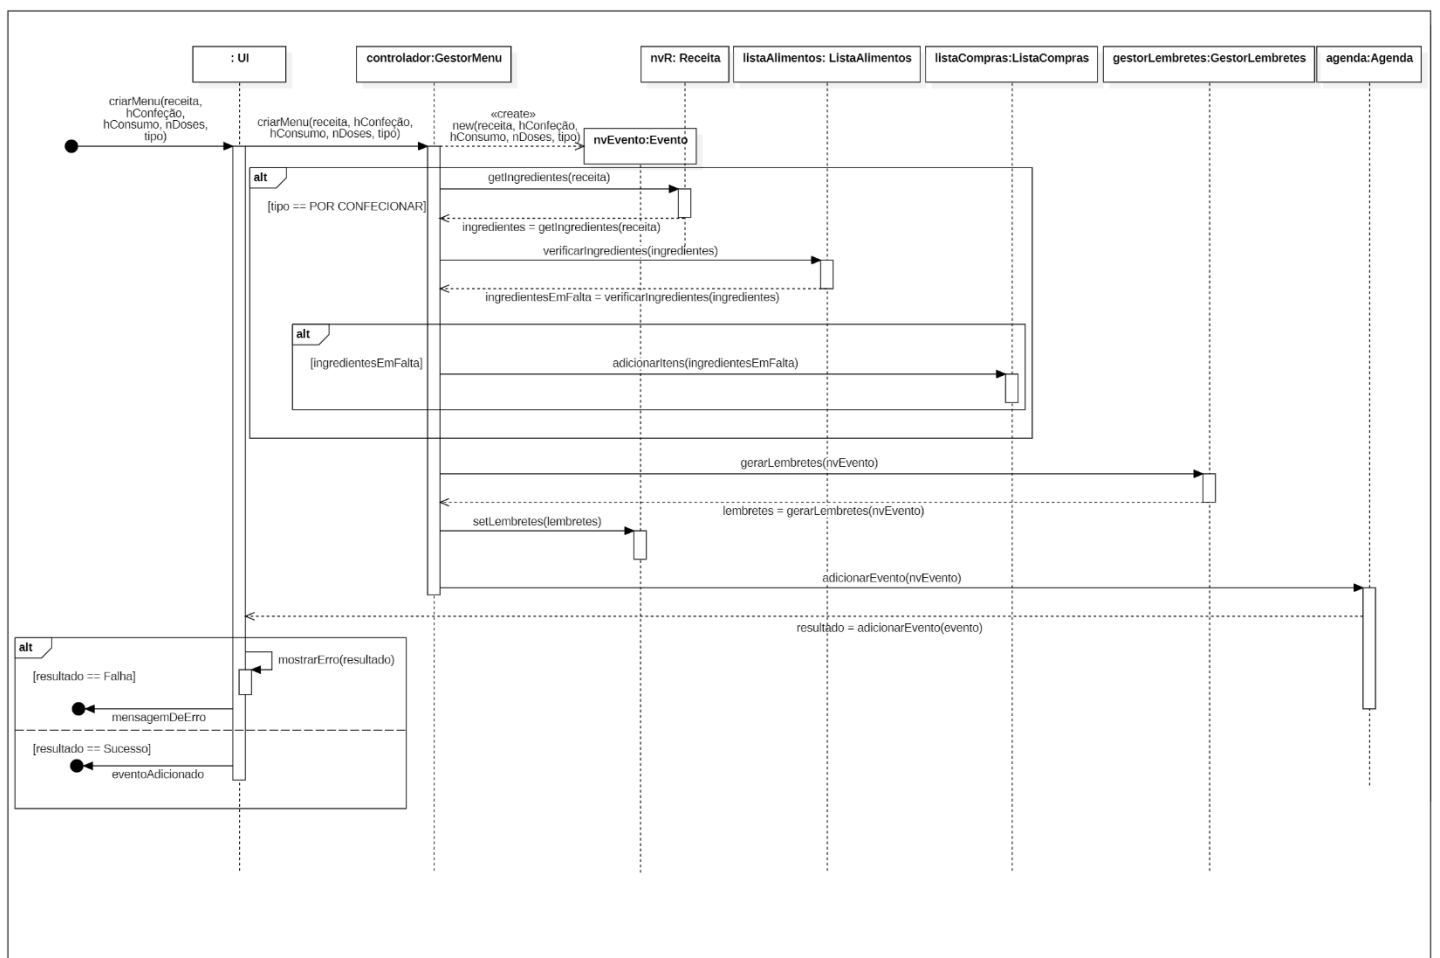 : UI
controlador:GestorMenu
nvR: Receita
listaAlimentos: ListaAlimentos
listaCompras:ListaCompras
gestorLembretes:GestorLembretes
agenda:Agenda
criarMenu(receita,
hConfeção,
hConsumo, nDoses,
tipo)
criarMenu(receita, hConfeção,
hConsumo, nDoses, tipo)
«create»
new(receita, hConfeção,
hConsumo, nDoses, tipo)
nvEvento:Evento
alt
getIngredientes(receita)
[tipo == POR CONFECIONAR]
ingredientes = getIngredientes(receita)
verificarIngredientes(ingredientes)
ingredientesEmFalta = verificarIngredientes(ingredientes)
alt
[ingredientesEmFalta]
adicionarItens(ingredientesEmFalta)
gerarLembretes(nvEvento)
lembretes = gerarLembretes(nvEvento)
setLembretes(lembretes)
adicionarEvento(nvEvento)
resultado = adicionarEvento(evento)
alt
mostrarErro(resultado)
[resultado == Falha]
mensagemDeErro
[resultado == Sucesso]
eventoAdicionado